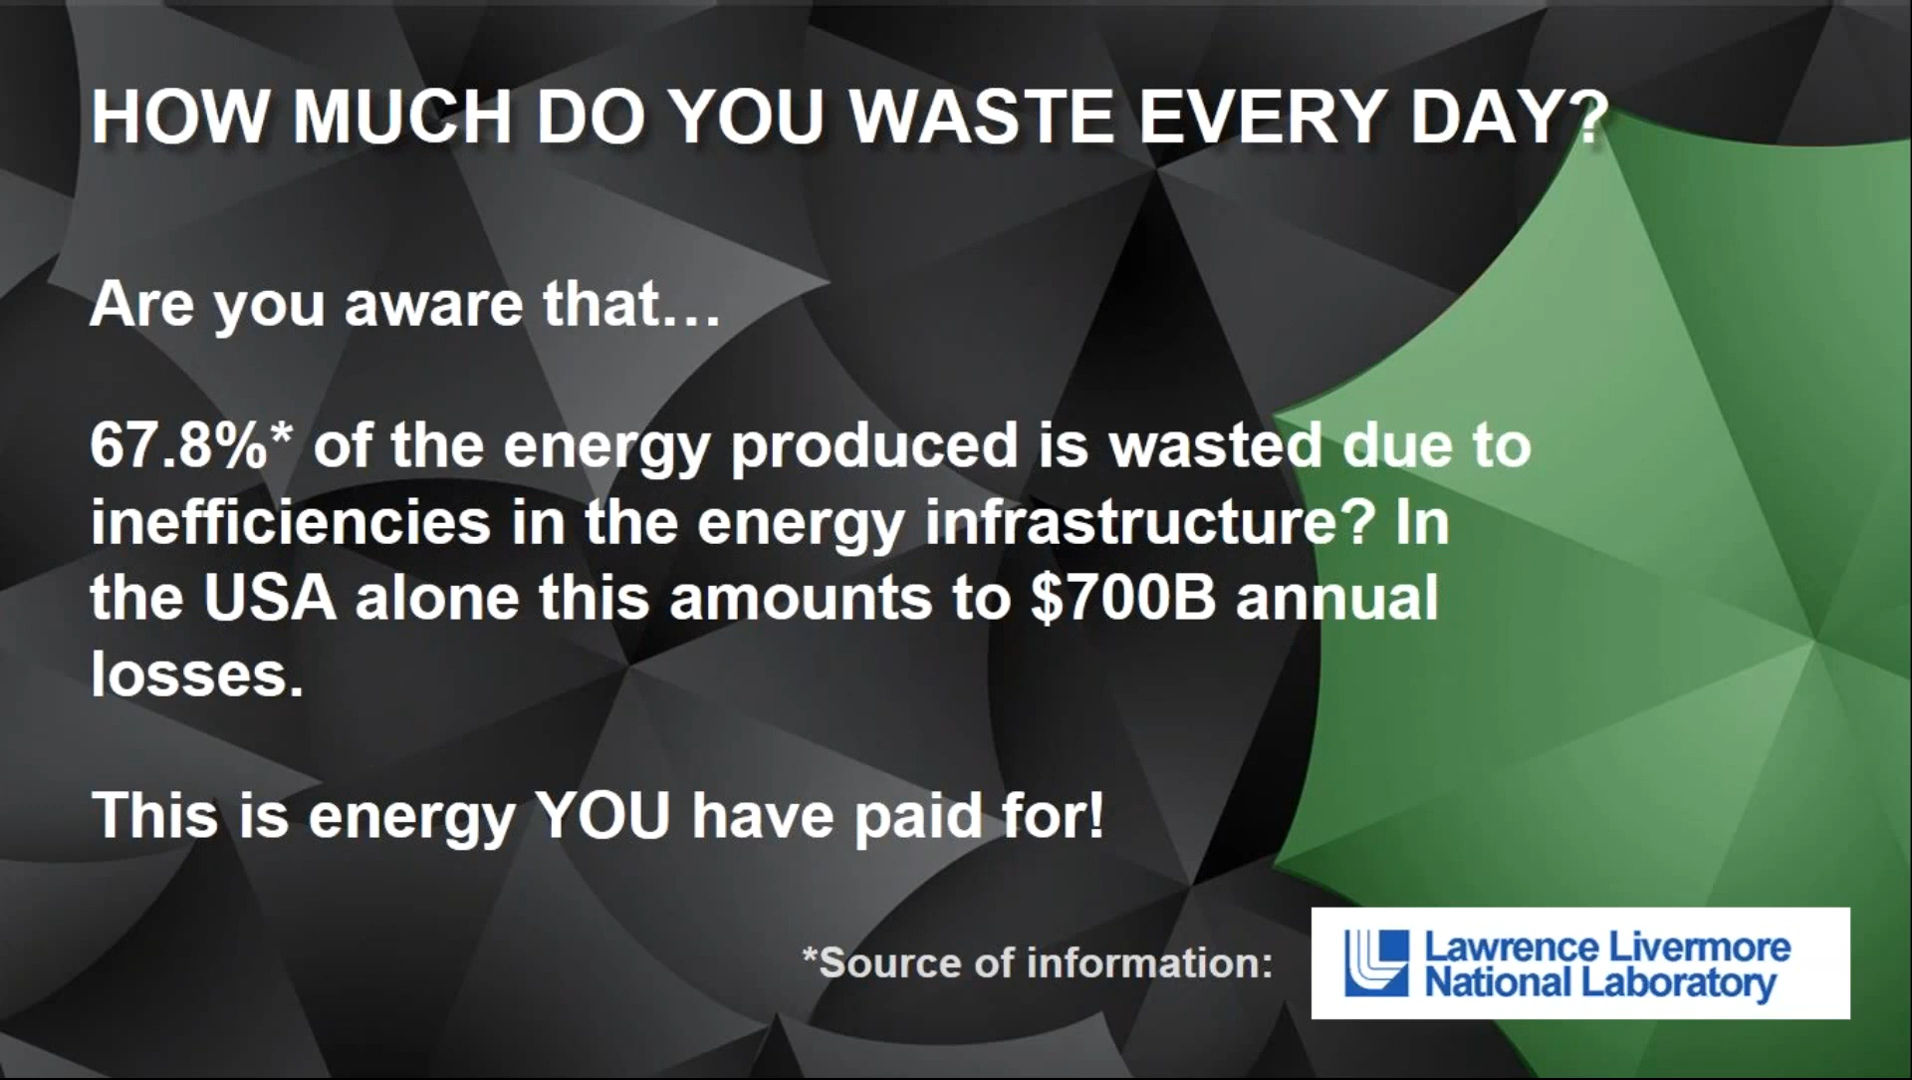 HOW MUCH DO YOU WASTE EVERY DAY?
Are you aware that…
67.8%* of the energy produced is wasted due to
inefficiencies in the energy infrastructure? In
the USA alone this amounts to $700B annual
losses.
This is energy YOU have paid for!
*Source of information:
Lawrence Livermore
National Laboratory